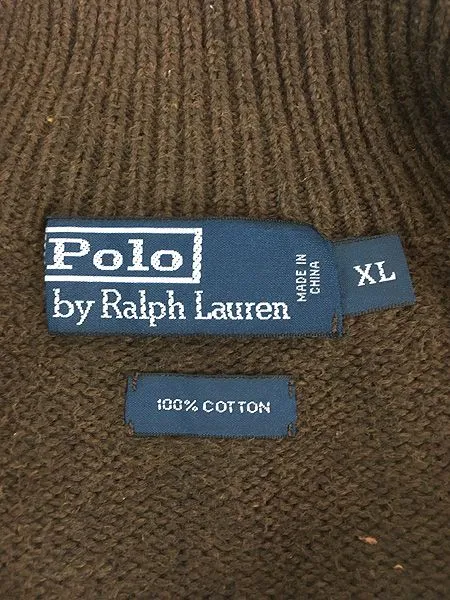 Polo
by Ralph Lauren
MADE IN
CHINA
XL
100% COTTON